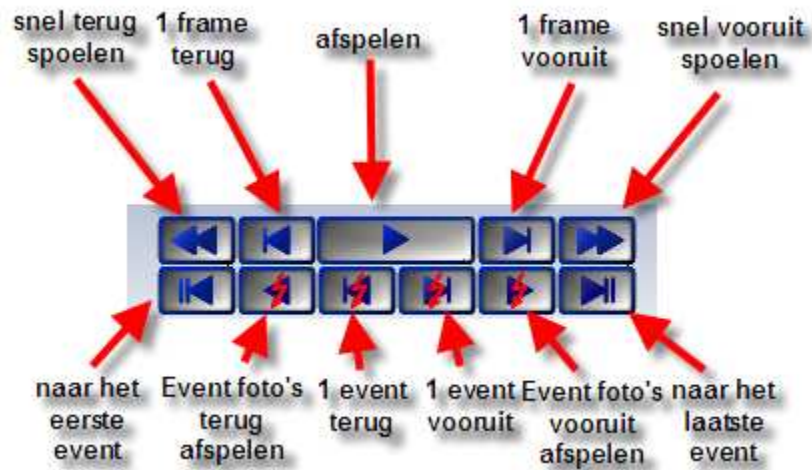 snel terug
spoelen
1 frame
terug
afspelen
1 frame
vooruit
snel vooruit
spoelen
naar het
eerste
event
Event foto's
terug
afspelen
1 event
terug
1 event
vooruit
Event foto's
vooruit
afspelen
naar het
laatste
event